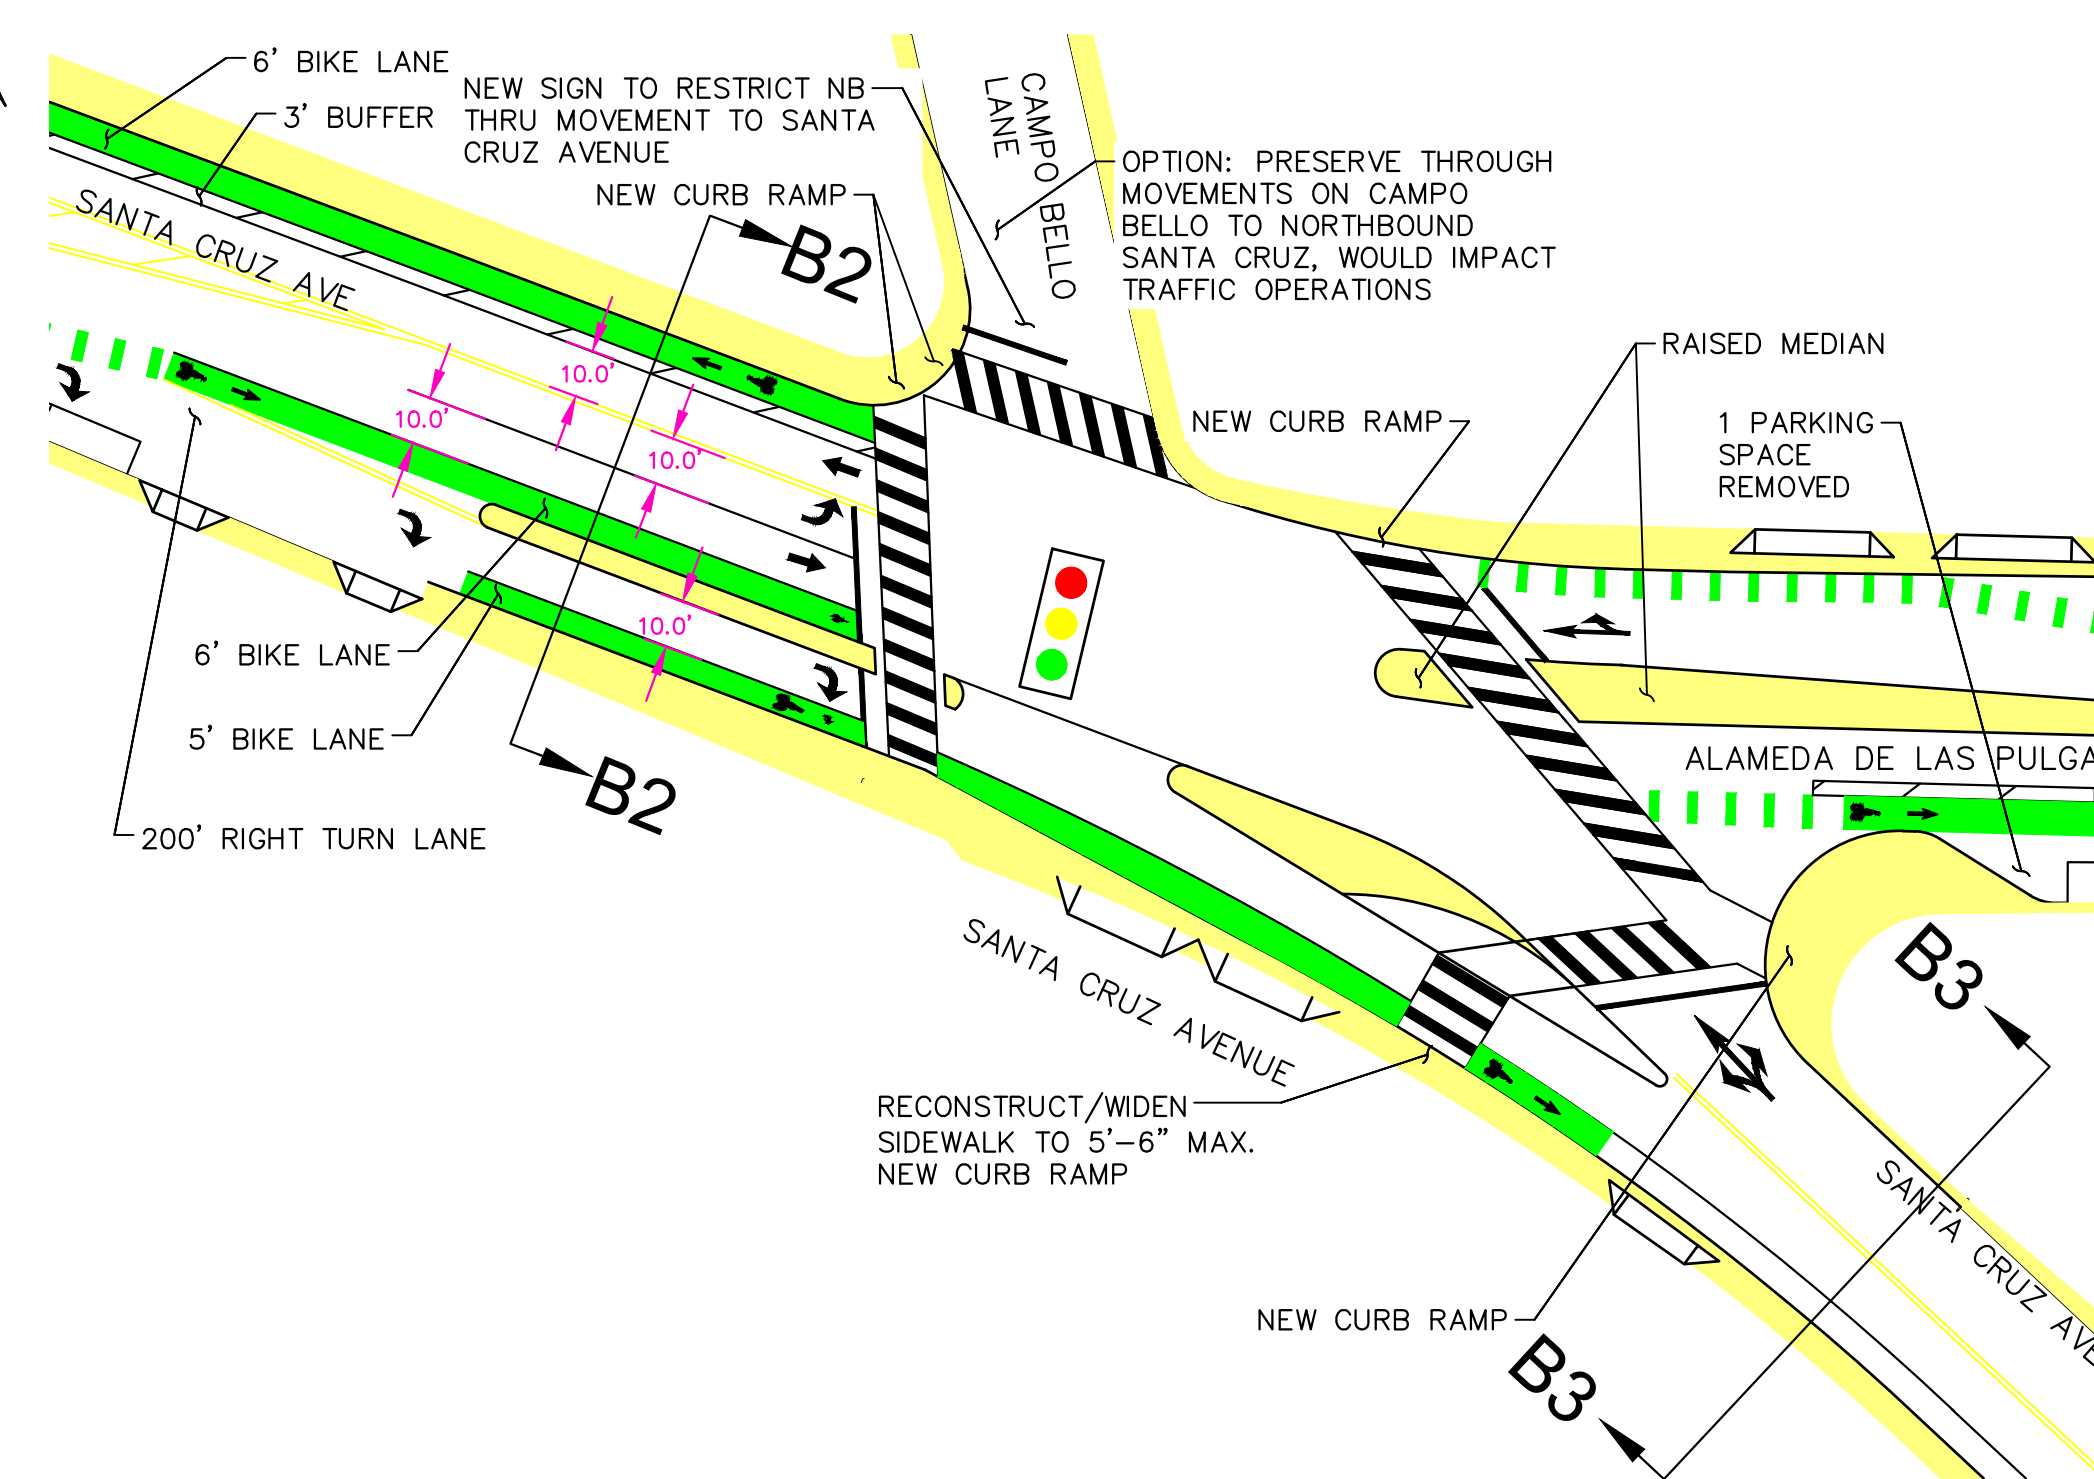 6' BIKE LANE
3' BUFFER
NEW SIGN TO RESTRICT NB
THRU MOVEMENT TO SANTA
CRUZ AVENUE
NEW CURB RAMP
CAMPO BELLO
LANE
OPTION: PRESERVE THROUGH
MOVEMENTS ON CAMPO
BELLO TO NORTHBOUND
SANTA CRUZ, WOULD IMPACT
TRAFFIC OPERATIONS
SANTA CRUZ AVE
B2
RAISED MEDIAN
10.0'
10.0'
10.0'
10.0'
NEW CURB RAMP
1 PARKING
SPACE
REMOVED
6' BIKE LANE
5' BIKE LANE
B2
200' RIGHT TURN LANE
ALAMEDA DE LAS PULGA
SANTA CRUZ AVENUE
B3
RECONSTRUCT/WIDEN
SIDEWALK TO 5'-6" MAX.
NEW CURB RAMP
SANTA CRUZ AVE
NEW CURB RAMP
B3